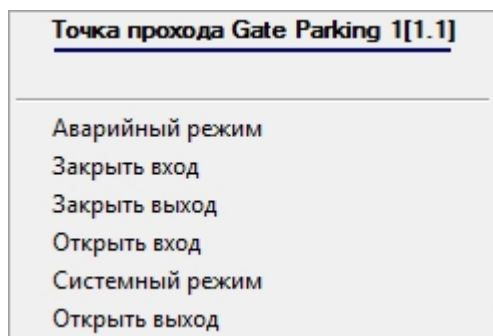 Точка прохода Gate Parking 1[1.1]
Аварийный режим
Закрыть вход
Закрыть выход
Открыть вход
Системный режим
Открыть выход